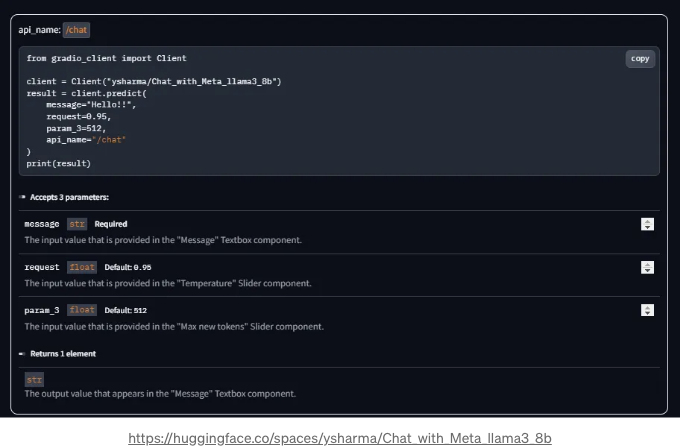 api_name: /chat
from gradio_client import Client
copy
client = Client("ysharma/Chat_with_Meta_llama3_8b")
result = client.predict(
message="Hello!!",
request=0.95,
param_3=512,
api_name="/chat"
)
print(result)
Accepts 3 parameters:
message str Required
The input value that is provided in the "Message" Textbox component.
request float Default: 0.95
The input value that is provided in the "Temperature" Slider component.
param_3 float Default: 512
The input value that is provided in the "Max new tokens" Slider component.
Returns 1 element
str
The output value that appears in the "Message" Textbox component.
https://huggingface.co/spaces/ysharma/Chat_with_Meta_llama3_8b